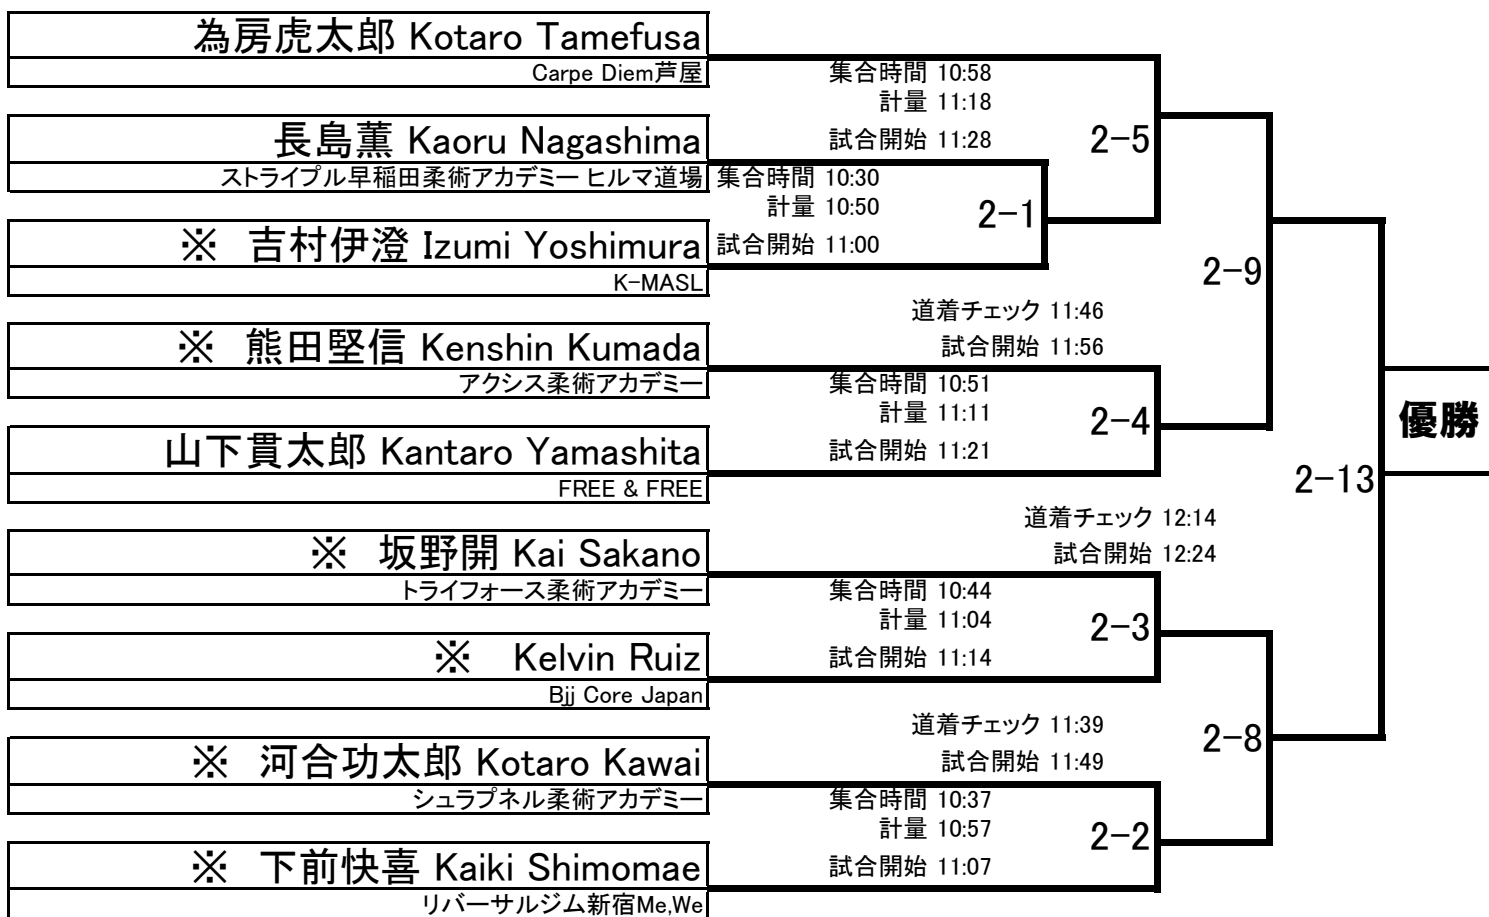 為房虎太郎 Kotaro Tamefusa
Carpe Diem芦屋
集合時間 10:58
計量 11:18
試合開始 11:28
2-5
長島薫 Kaoru Nagashima
ストライプル早稲田柔術アカデミー ヒルマ道場
集合時間 10:30
計量 10:50
試合開始 11:00
2-1
※ 吉村伊澄 Izumi Yoshimura
K-MASL
2-9
道着チェック 11:46
試合開始 11:56
※ 熊田堅信 Kenshin Kumada
アクシス柔術アカデミー
集合時間 10:51
計量 11:11
試合開始 11:21
2-4
優勝
山下貫太郎 Kantaro Yamashita
FREE & FREE
2-13
道着チェック 12:14
試合開始 12:24
※ 坂野開 Kai Sakano
トライフォース柔術アカデミー
集合時間 10:44
計量 11:04
試合開始 11:14
2-3
※ Kelvin Ruiz
Bjj Core Japan
道着チェック 11:39
試合開始 11:49
2-8
※ 河合功太郎 Kotaro Kawai
シュラプネル柔術アカデミー
集合時間 10:37
計量 10:57
試合開始 11:07
2-2
※ 下前快喜 Kaiki Shimomae
リバーサルジム新宿Me,We